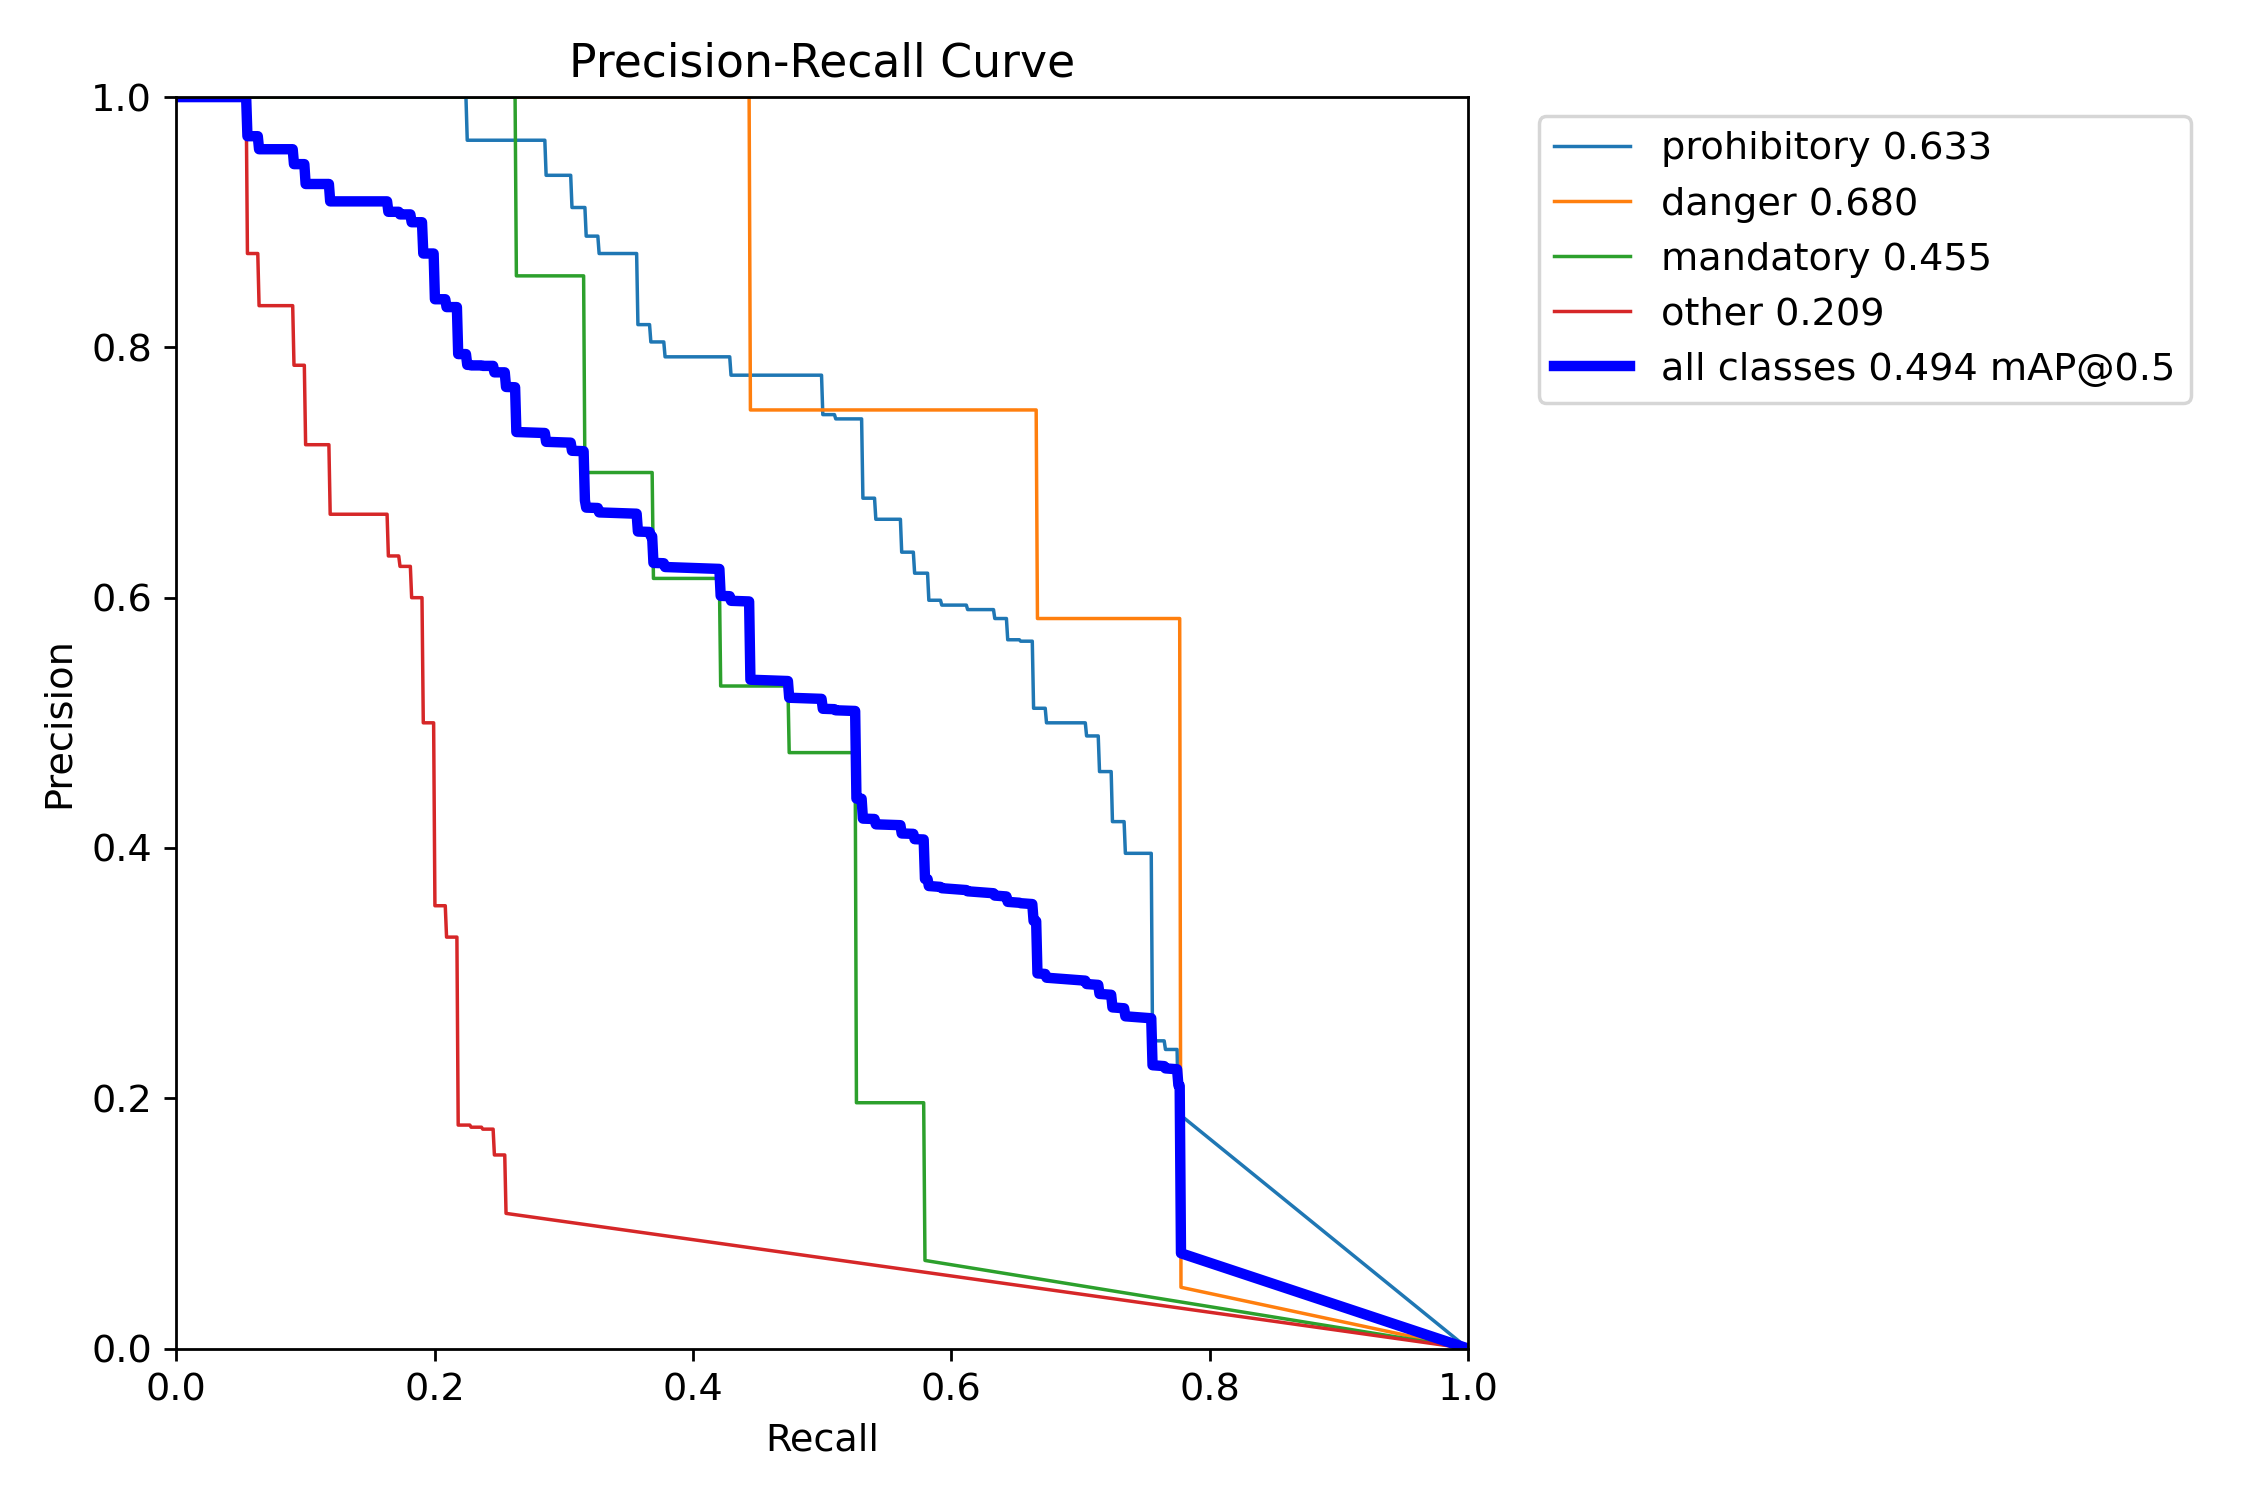 Precision-Recall Curve
1.0
0.8
0.6
0.4
0.2
0.0
Precision
0.0 0.2 0.4 0.6 0.8 1.0
Recall
prohibitory 0.633
danger 0.680
mandatory 0.455
other 0.209
all classes 0.494 mAP@0.5